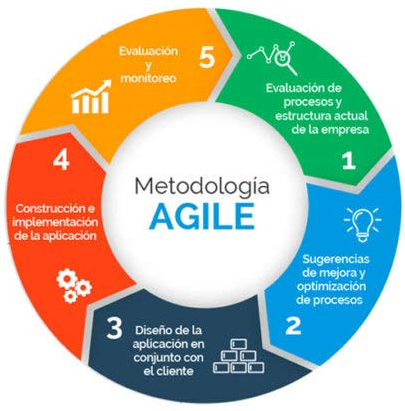 Metodología
AGILE
Evaluación de
procesos y
estructura actual
de la empresa
1
Sugerencias
de mejora y
optimización
de procesos
2
3
Diseño de la
aplicación en
conjunto con
el cliente
4
Construcción e
implementación
de la aplicación
5
Evaluación
y
monitoreo